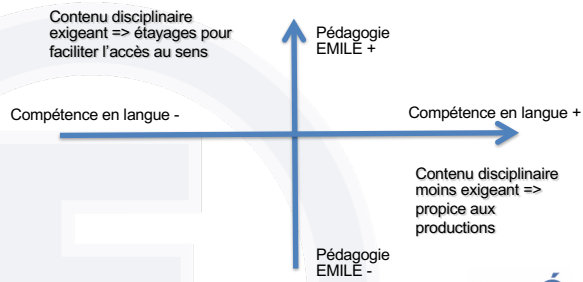 Contenu disciplinaire
exigeant => étayages pour
faciliter l'accès au sens
Pédagogie
EMILE +
Compétence en langue -
Compétence en langue +
Contenu disciplinaire
moins exigeant =>
propice aux
productions
Pédagogie
EMILE -